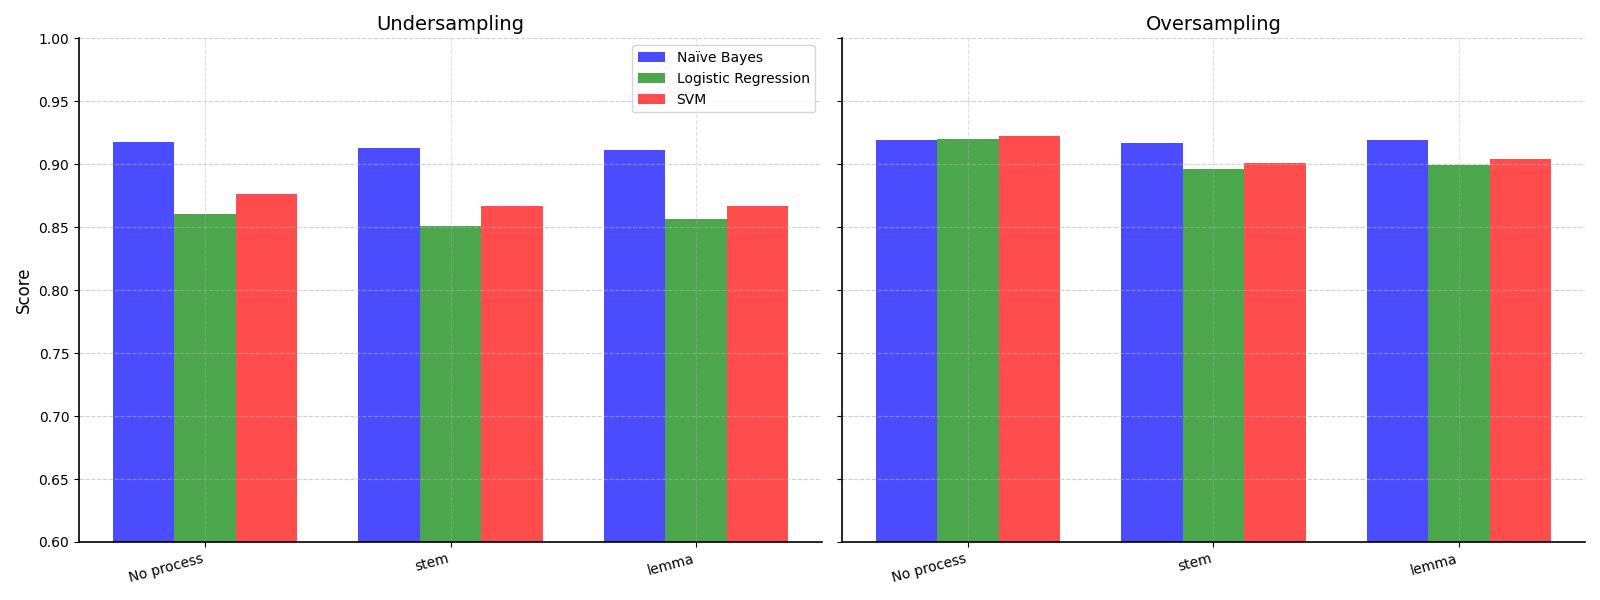 Undersampling
Oversampling
1.00
0.95
0.90
0.85
0.80
0.75
0.70
0.65
0.60
Score
Naïve Bayes
Logistic Regression
SVM
No process
stem
lemma
No process
stem
lemma